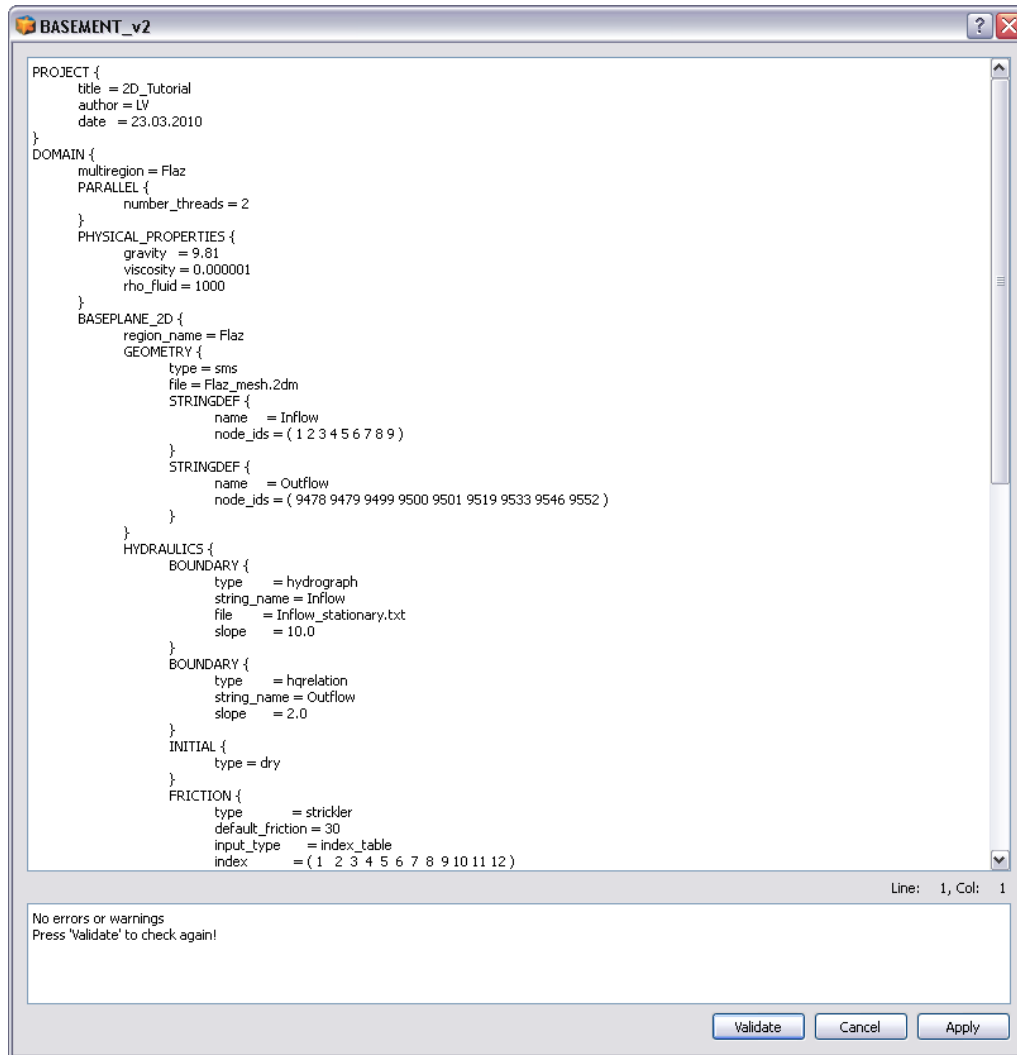 BASEMENT_v2
PROJECT {
title = 2D_Tutorial
author = LV
date = 23.03.2010
}
DOMAIN {
multiregion = Flaz
PARALLEL {
number_threads = 2
}
PHYSICAL_PROPERTIES {
gravity = 9.81
viscosity = 0.000001
rho_fluid = 1000
}
BASEPLANE_2D {
region_name = Flaz
GEOMETRY {
type = sms
file = Flaz_mesh.2dm
STRINGDEF {
name = Inflow
node_ids = ( 1 2 3 4 5 6 7 8 9 )
}
STRINGDEF {
name = Outflow
node_ids = ( 9478 9479 9499 9500 9501 9519 9533 9546 9552 )
}
}
HYDRAULICS {
BOUNDARY {
type = hydrograph
string_name = Inflow
file = Inflow_stationary.txt
slope = 10.0
}
BOUNDARY {
type = hqrelation
string_name = Outflow
slope = 2.0
}
INITIAL {
type = dry
}
FRICTION {
type = strickler
default_friction = 30
input_type = index_table
index = ( 1 2 3 4 5 6 7 8 9 10 11 12 )
Line: 1, Col: 1
No errors or warnings
Press 'Validate' to check again!
Validate Cancel Apply